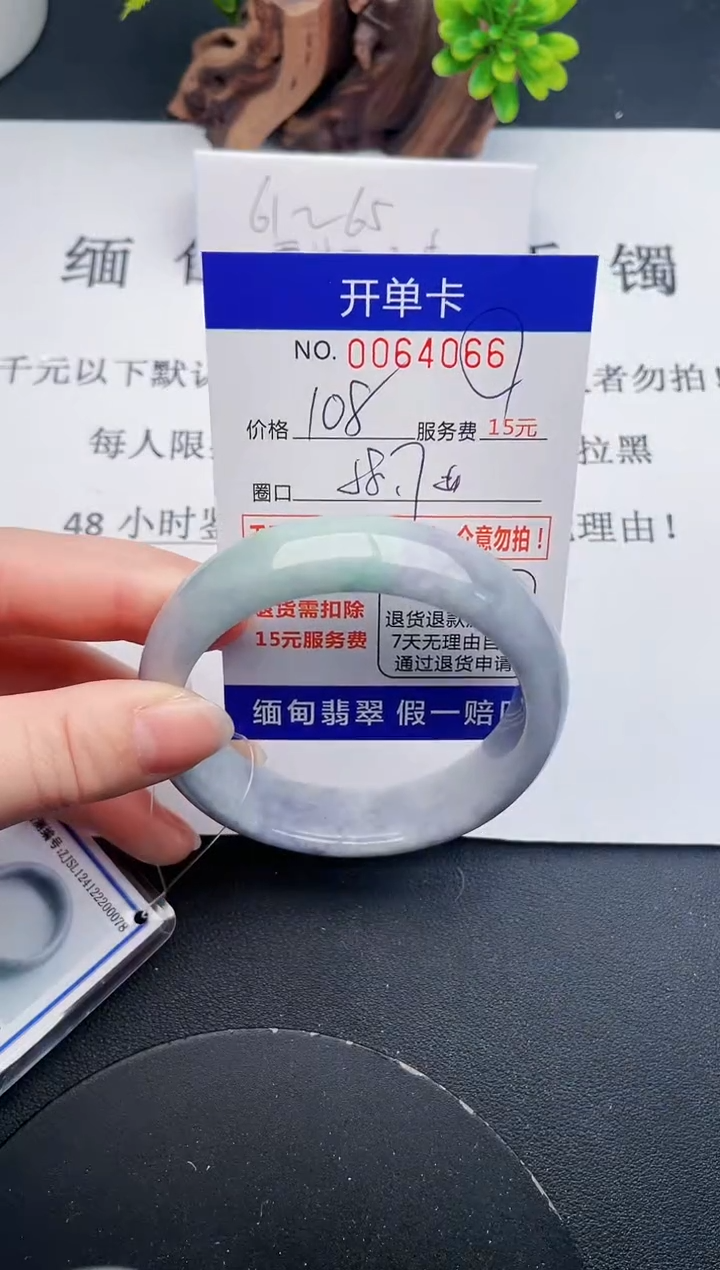 61~65
缅 镯
开单卡
NO. 0064066
千元以下默 者勿拍！
价格 108 服务费 15元
每人限 拉黑
圈口 58.7
48 小时 理由！
介意勿拍！
退货需扣除
15元服务费
退货退款
7天无理由
通过退货申请
缅甸翡翠 假一赔
编号:ZJSL124122200078